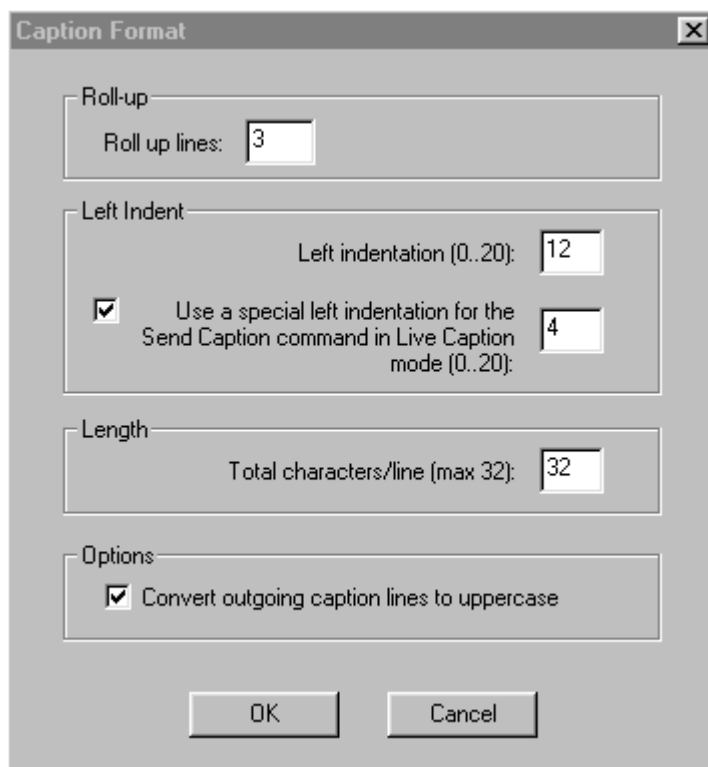 Caption Format
Roll-up
Roll up lines: 3
Left Indent
Left indentation (0..20): 12
Use a special left indentation for the
Send Caption command in Live Caption
mode (0..20): 4
Length
Total characters/line (max 32): 32
Options
Convert outgoing caption lines to uppercase
OK Cancel